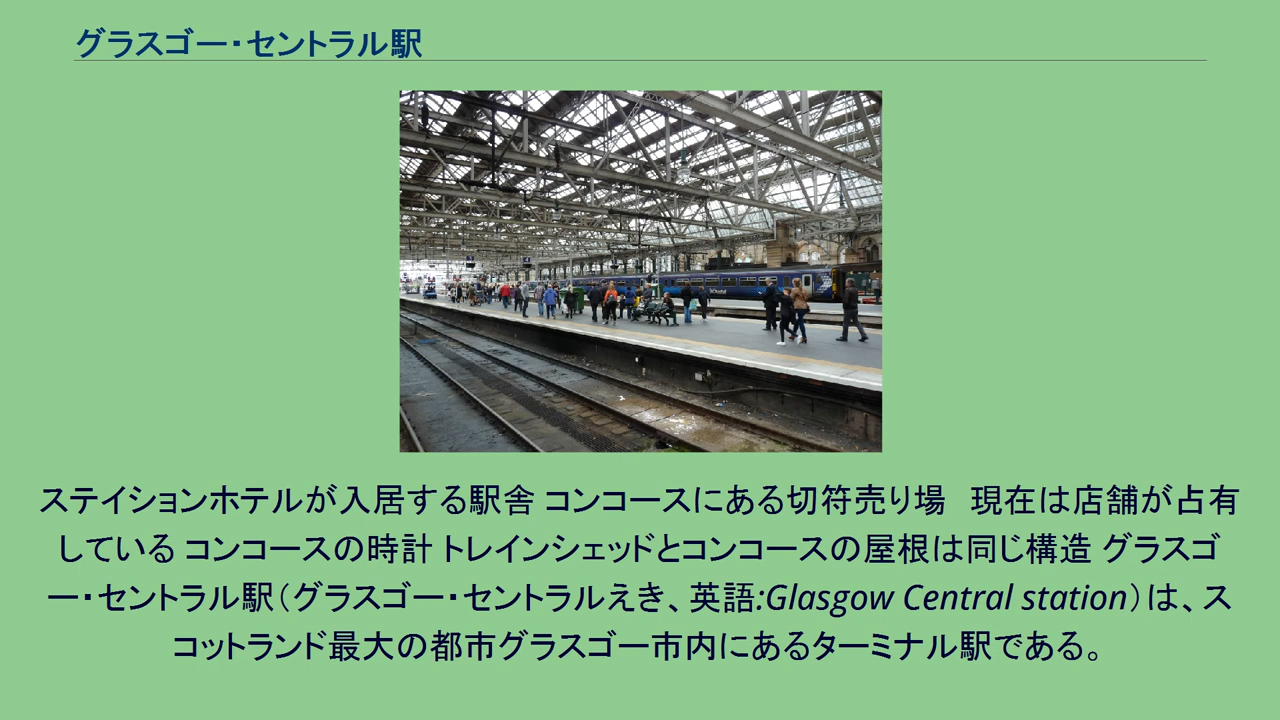 グラスゴー・セントラル駅
ステイションホテルが入居する駅舎 コンコースにある切符売り場　現在は店舗が占有
している コンコースの時計 トレインシェッドとコンコースの屋根は同じ構造 グラスゴ
ー・セントラル駅（グラスゴー・セントラルえき、英語:Glasgow Central station）は、ス
コットランド最大の都市グラスゴー市内にあるターミナル駅である。